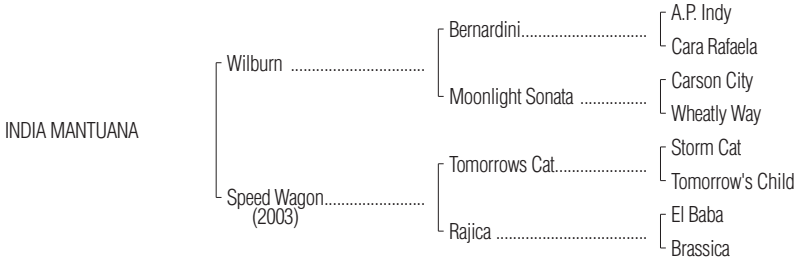 A.P. Indy
Bernardini..............................
Cara Rafaela
Wilburn ................................
Carson City
Moonlight Sonata ................
Wheatly Way
INDIA MANTUANA
Storm Cat
Tomorrows Cat......................
Tomorrow's Child
Speed Wagon........................
(2003)
El Baba
Rajica ....................................
Brassica